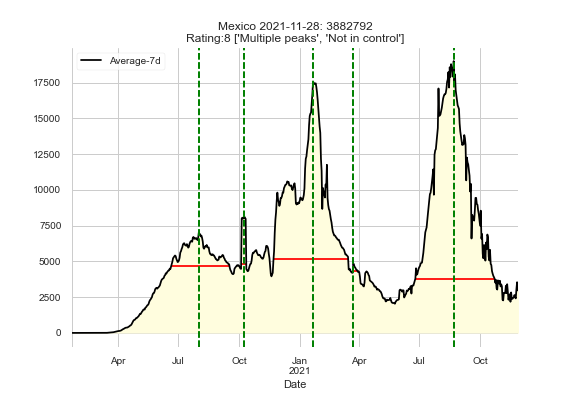 Mexico 2021-11-28: 3882792
Rating:8 ['Multiple peaks', 'Not in control']
Average-7d
17500
15000
12500
10000
7500
5000
2500
0
Apr Jul Oct Jan Apr Jul Oct
2021
Date